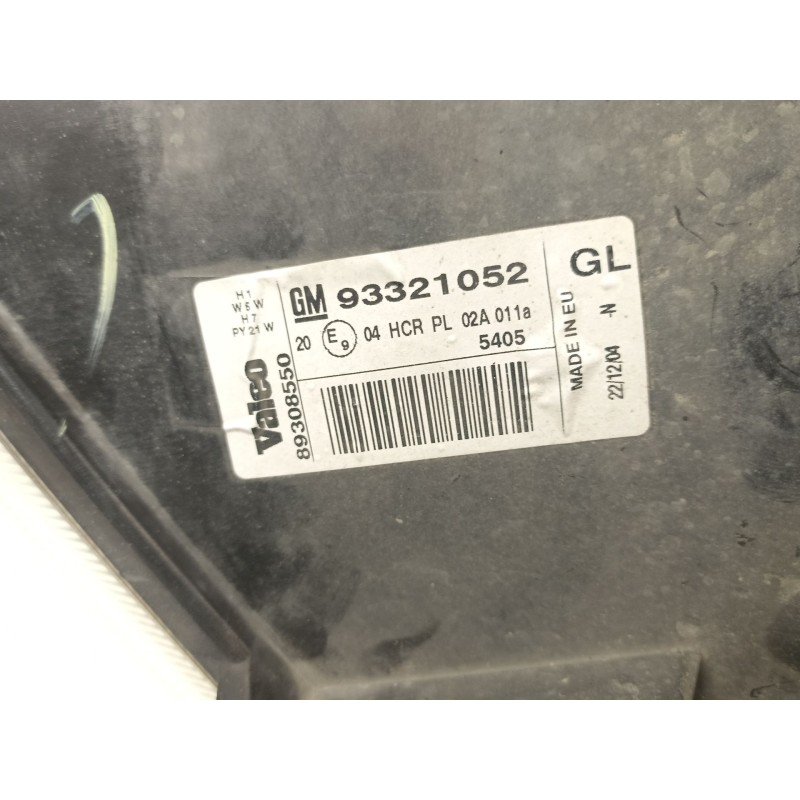 H1
W5W
H7
PY21W
Valeo
89308550
GM 93321052
20 E9 04 HCR PL 02A 011a
5405
MADE IN EU
GL
22/12/04 -N